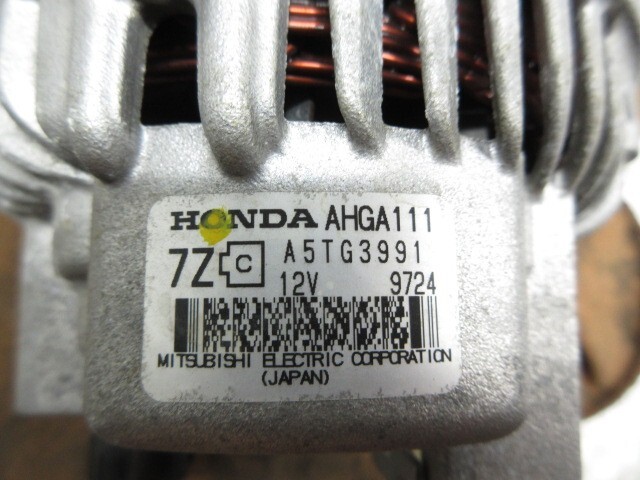 HONDA AHGA111
7Z C A5TG3991
12V 9724
MITSUBISHI ELECTRIC CORPORATION
(JAPAN)